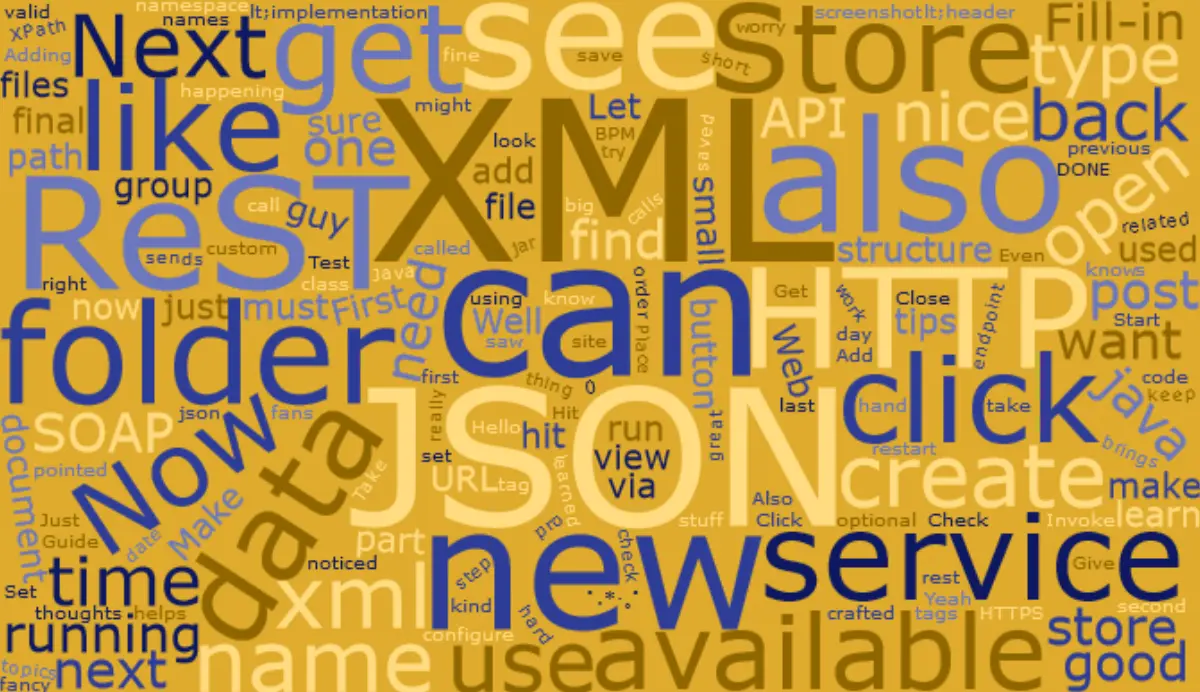 valid
namespace
lt;implementation
names
XPath
Next
get
see
worry
save
short
fine
Store
screenshotlt;header
Fill-in
type
Adding
files
happening
like
final
path
sure
one
might
look
XML
Let
BPM
try
saved
API
nice
back
previous
DONE
also
open
ReST
group
call
guy
custom
sends
Test
class
java
called
add
file
jar
big
calls
find
small
structure
Even
related
used
right
now
just
must
First
need
using
know
Well
saw
site
order
Place
can
button
HTTP
Get
work
day
Add
Close
tips
endpoint
knows
post
Start
want
folder
first
thing
0
Web
last
click
hand
take
java
code
keep
brings
restart
SOAP
json
fans
document
pointed
Now
data
Take
really
set
Hello
hit
Hit
JSON
run
view
via
URL
tag
learned
drag
create
make
learn
Just
Guide
date
Make
part
noticed
stuff
Also
Click
optional
Check
Invoke
Set
time
thoughts
helps
xml
step
kind
pro
check
new
.*.
service
rest
Yeah
tags
Give
HTTPS
second
crafted
running
topics
fancy
next
name
configure
hard
use
available
store
good